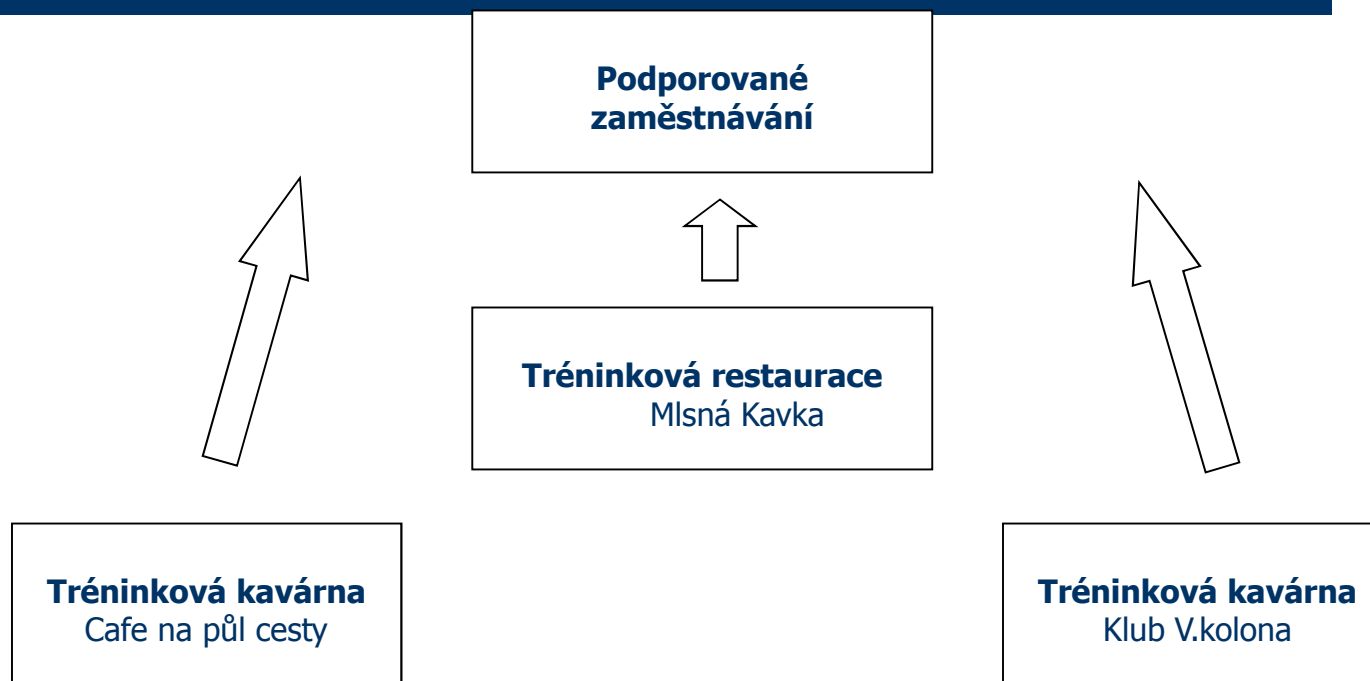 Podporované
zaměstnávání
Tréninková restaurace
Mlsná Kavka
Tréninková kavárna
Cafe na půl cesty
Tréninková kavárna
Klub V.kolona